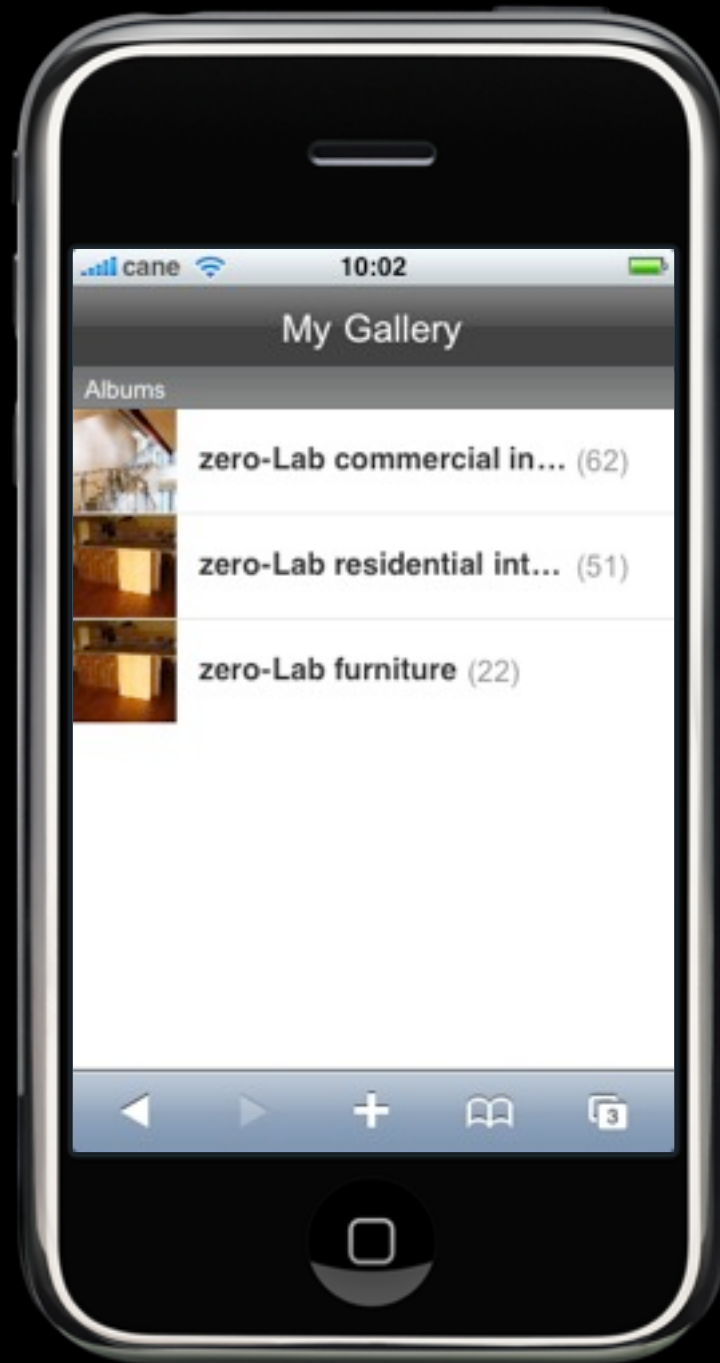 cane 10:02
My Gallery
Albums
zero-Lab commercial in... (62)
zero-Lab residential int... (51)
zero-Lab furniture (22)
3